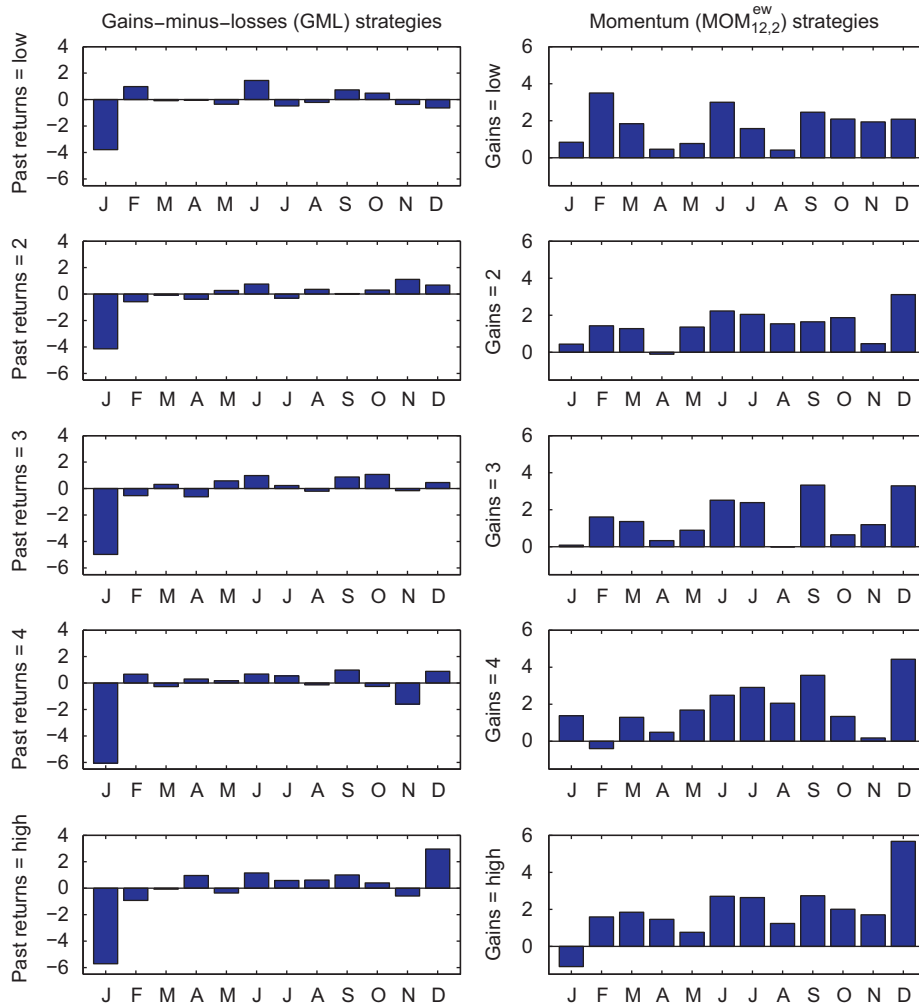 Gains−minus−losses (GML) strategies
Past returns = low
4
2
0
−2
−4
−6
J F M A M J J A S O N D
Past returns = 2
4
2
0
−2
−4
−6
J F M A M J J A S O N D
Past returns = 3
4
2
0
−2
−4
−6
J F M A M J J A S O N D
Past returns = 4
4
2
0
−2
−4
−6
J F M A M J J A S O N D
Past returns = high
4
2
0
−2
−4
−6
J F M A M J J A S O N D
Momentum (MOM^{ew}_{12,2}) strategies
Gains = low
6
4
2
0
J F M A M J J A S O N D
Gains = 2
6
4
2
0
J F M A M J J A S O N D
Gains = 3
6
4
2
0
J F M A M J J A S O N D
Gains = 4
6
4
2
0
J F M A M J J A S O N D
Gains = high
6
4
2
0
J F M A M J J A S O N D